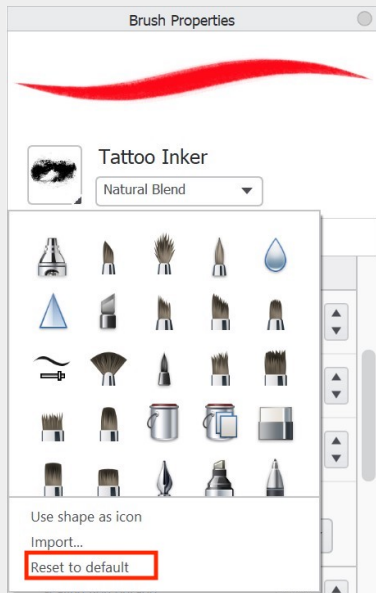 Brush Properties
Tattoo Inker
Natural Blend
Use shape as icon
Import...
Reset to default